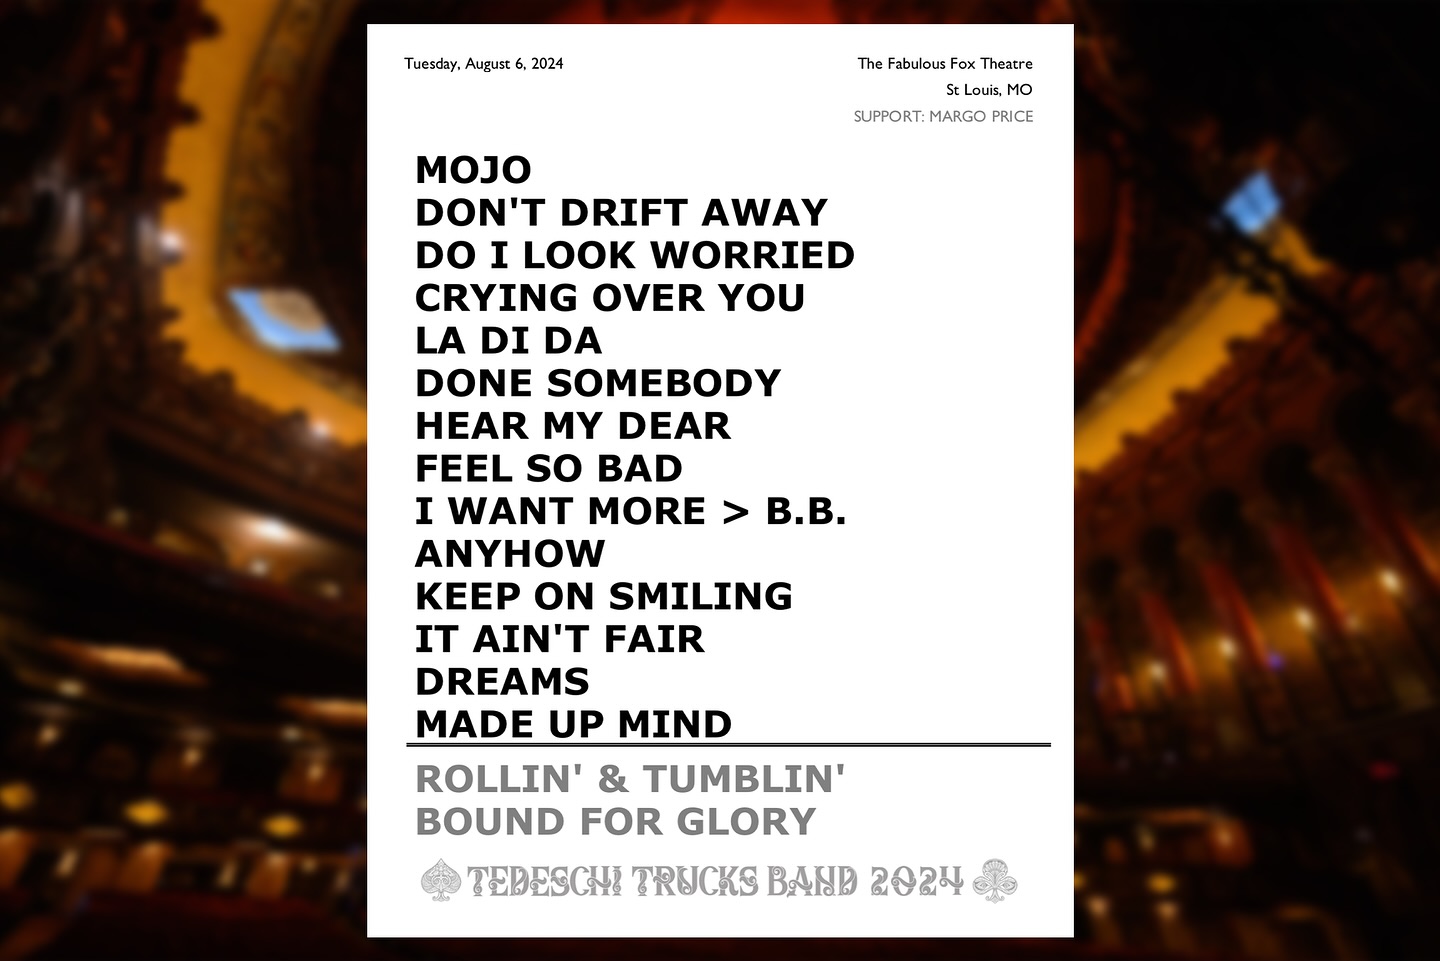 Tuesday, August 6, 2024
The Fabulous Fox Theatre
St Louis, MO
SUPPORT: MARGO PRICE
MOJO
DON'T DRIFT AWAY
DO I LOOK WORRIED
CRYING OVER YOU
LA DI DA
DONE SOMEBODY
HEAR MY DEAR
FEEL SO BAD
I WANT MORE > B.B.
ANYHOW
KEEP ON SMILING
IT AIN'T FAIR
DREAMS
MADE UP MIND
ROLLIN' & TUMBLIN'
BOUND FOR GLORY
TEDESCHI TRUCKS BAND 2024